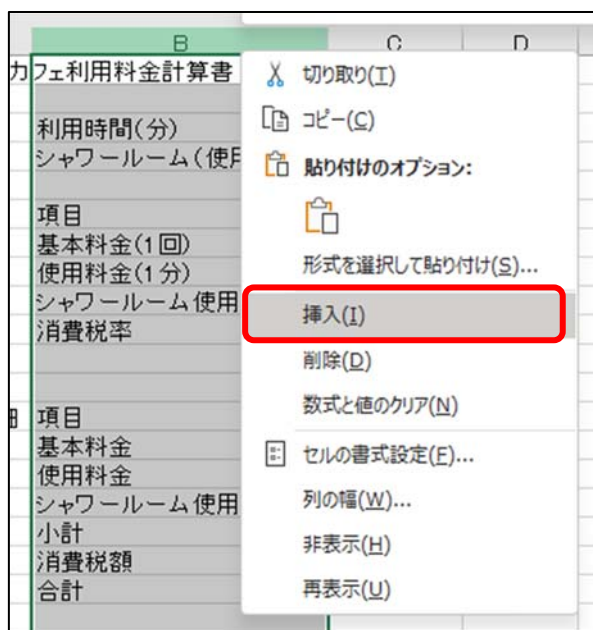 B C D
カフェ利用料金計算書
利用時間(分)
シャワールーム(使用
項目
基本料金(1回)
使用料金(1分)
シャワールーム使用
消費税率
項目
基本料金
使用料金
シャワールーム使用
小計
消費税額
合計
切り取り(T)
コピー(C)
貼り付けのオプション:
形式を選択して貼り付け(S)...
挿入(I)
削除(D)
数式と値のクリア(N)
セルの書式設定(F)...
列の幅(W)...
非表示(H)
再表示(U)